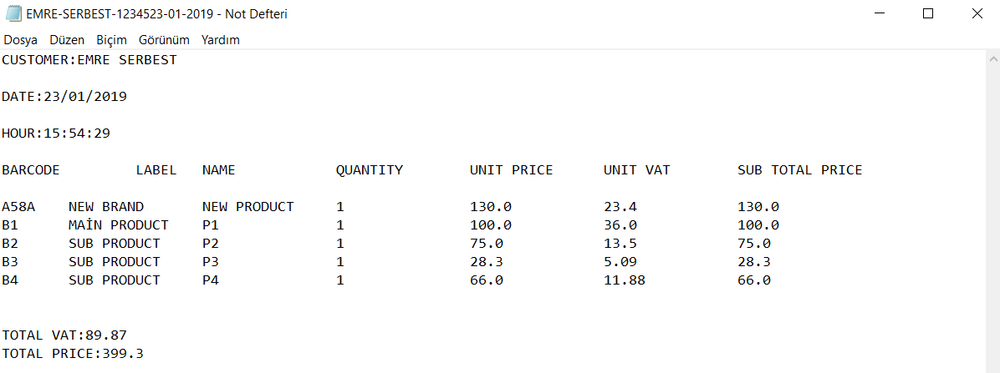 EMRE-SERBEST-1234523-01-2019 - Not Defteri
Dosya Düzen Biçim Görünüm Yardım
CUSTOMER:EMRE SERBEST
DATE:23/01/2019
HOUR:15:54:29
BARCODE LABEL NAME QUANTITY UNIT PRICE UNIT VAT SUB TOTAL PRICE
A58A NEW BRAND NEW PRODUCT 1 130.0 23.4 130.0
B1 MAİN PRODUCT P1 1 100.0 36.0 100.0
B2 SUB PRODUCT P2 1 75.0 13.5 75.0
B3 SUB PRODUCT P3 1 28.3 5.09 28.3
B4 SUB PRODUCT P4 1 66.0 11.88 66.0
TOTAL VAT:89.87
TOTAL PRICE:399.3